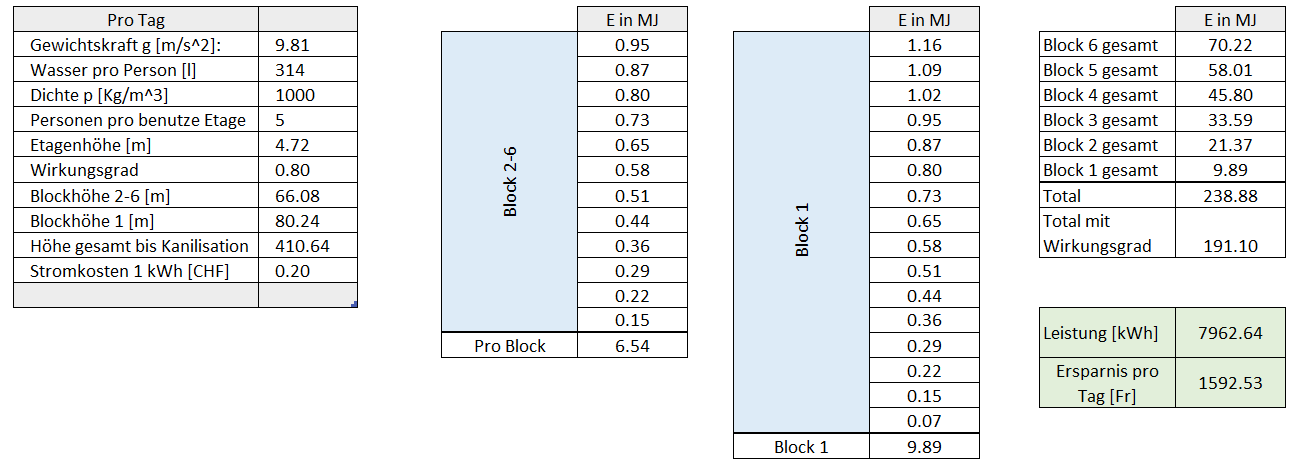 Pro Tag
Gewichtskraft g [m/s^2]: 9.81
Wasser pro Person [l] 314
Dichte p [Kg/m^3] 1000
Personen pro benutze Etage 5
Etagenhöhe [m] 4.72
Wirkungsgrad 0.80
Blockhöhe 2-6 [m] 66.08
Blockhöhe 1 [m] 80.24
Höhe gesamt bis Kanilisation 410.64
Stromkosten 1 kWh [CHF] 0.20
E in MJ
Block 2-6
0.95
0.87
0.80
0.73
0.65
0.58
0.51
0.44
0.36
0.29
0.22
0.15
Pro Block 6.54
E in MJ
Block 1
1.16
1.09
1.02
0.95
0.87
0.80
0.73
0.65
0.58
0.51
0.44
0.36
0.29
0.22
0.15
0.07
Block 1 9.89
E in MJ
Block 6 gesamt 70.22
Block 5 gesamt 58.01
Block 4 gesamt 45.80
Block 3 gesamt 33.59
Block 2 gesamt 21.37
Block 1 gesamt 9.89
Total 238.88
Total mit
Wirkungsgrad 191.10
Leistung [kWh] 7962.64
Ersparnis pro
Tag [Fr] 1592.53